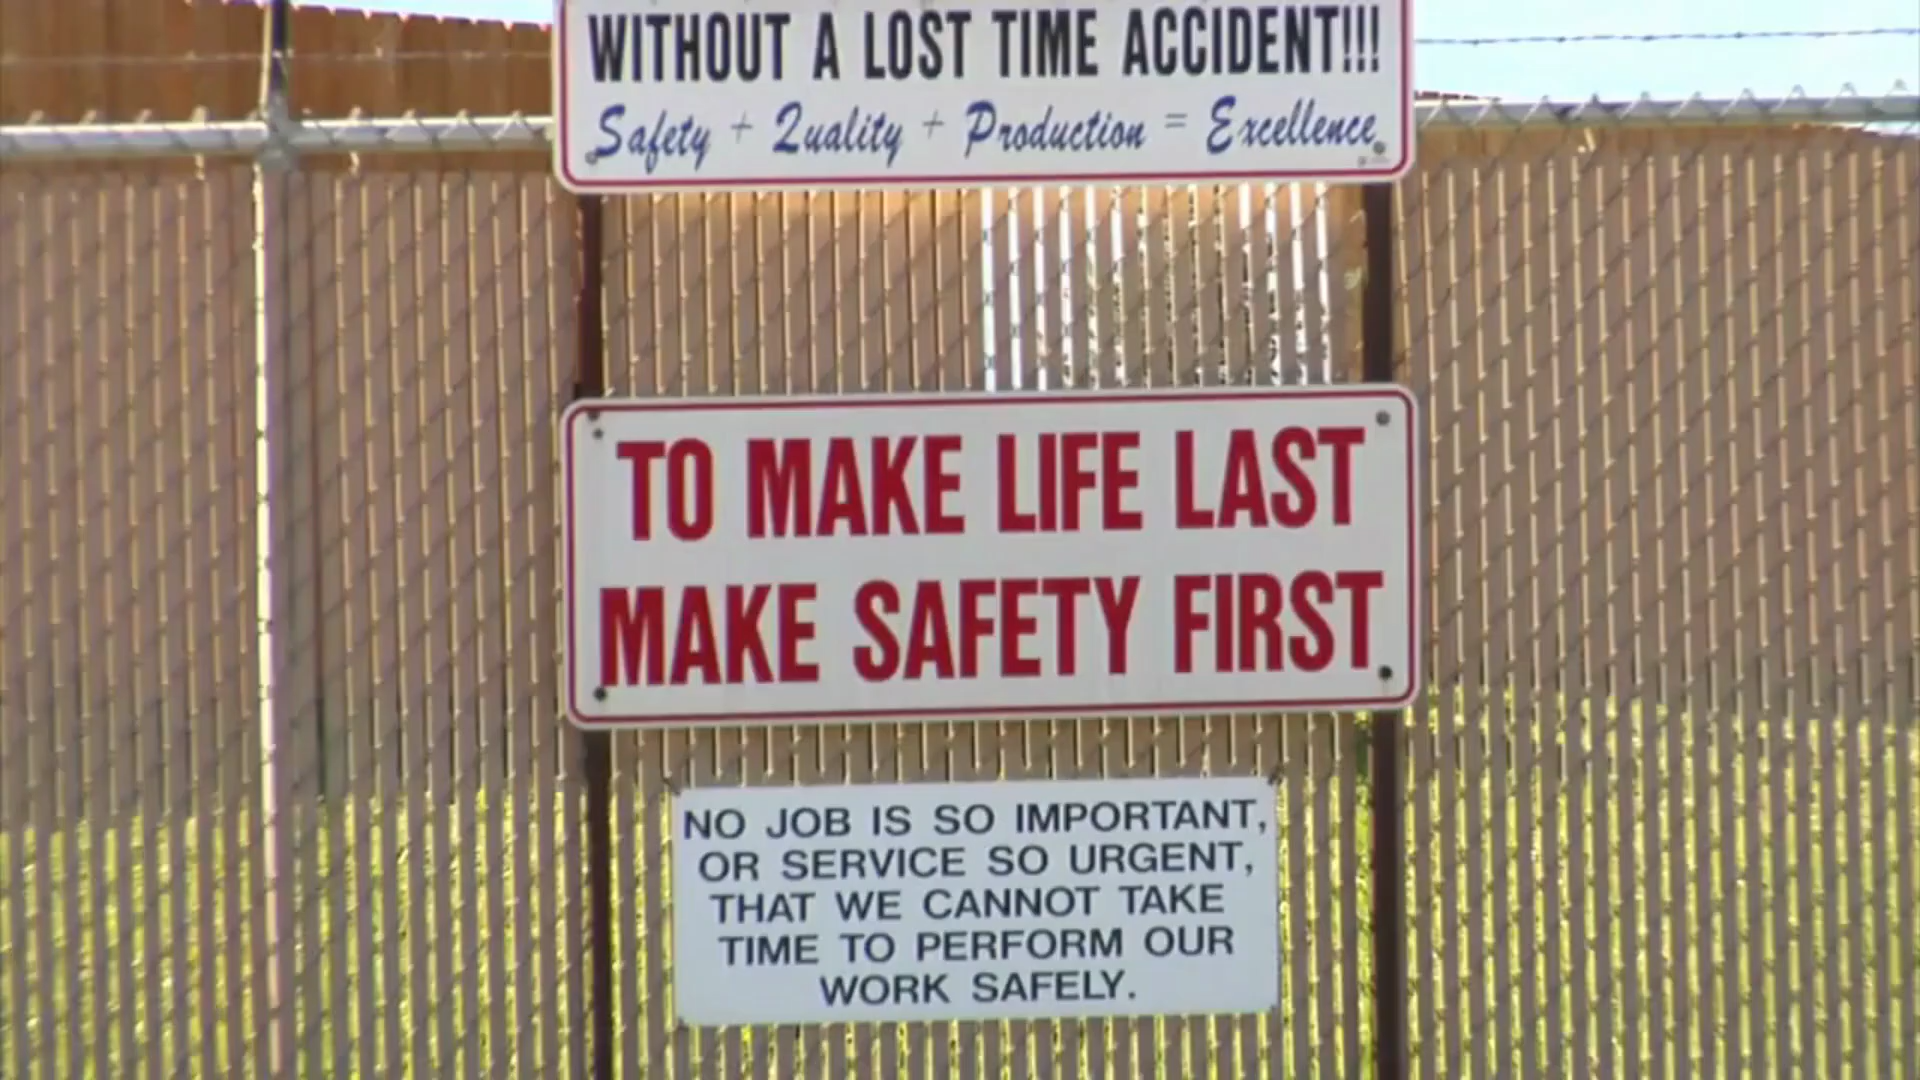 WITHOUT A LOST TIME ACCIDENT!!!
Safety + Quality + Production = Excellence
TO MAKE LIFE LAST
MAKE SAFETY FIRST
NO JOB IS SO IMPORTANT,
OR SERVICE SO URGENT,
THAT WE CANNOT TAKE
TIME TO PERFORM OUR
WORK SAFELY.